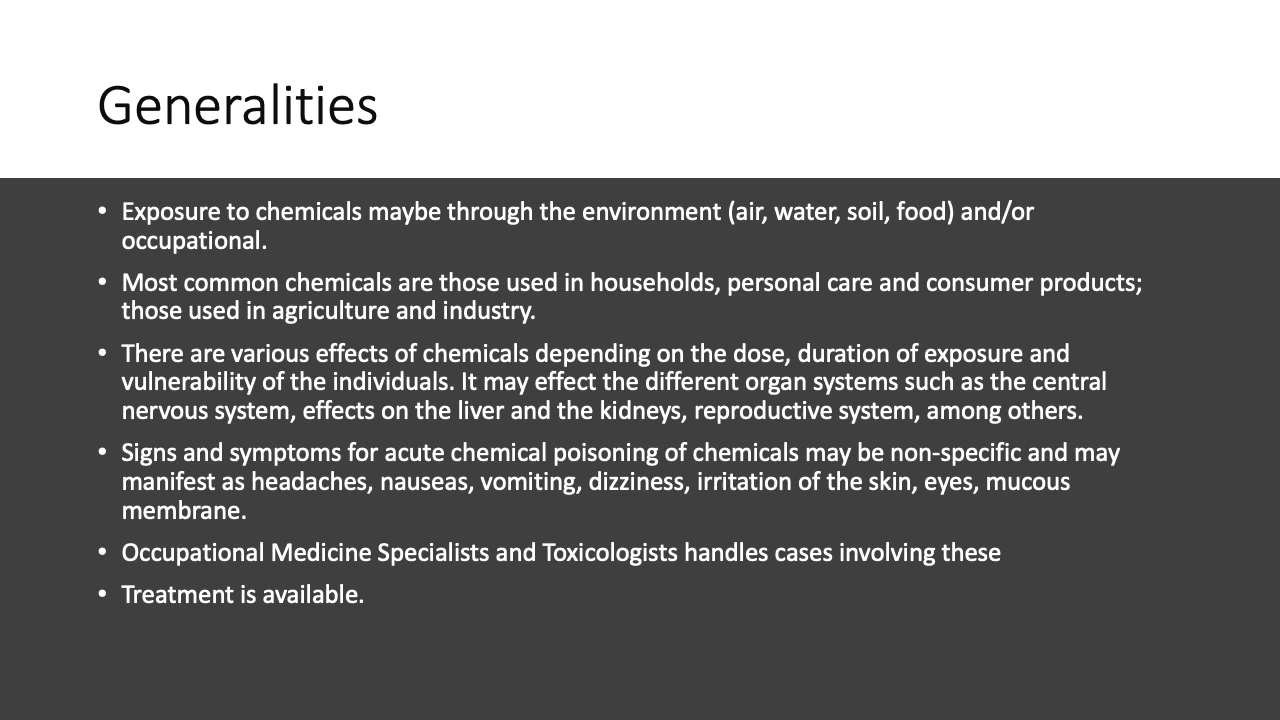 Generalities
• Exposure to chemicals maybe through the environment (air, water, soil, food) and/or
occupational.
• Most common chemicals are those used in households, personal care and consumer products;
those used in agriculture and industry.
• There are various effects of chemicals depending on the dose, duration of exposure and
vulnerability of the individuals. It may effect the different organ systems such as the central
nervous system, effects on the liver and the kidneys, reproductive system, among others.
• Signs and symptoms for acute chemical poisoning of chemicals may be non-specific and may
manifest as headaches, nauseas, vomiting, dizziness, irritation of the skin, eyes, mucous
membrane.
• Occupational Medicine Specialists and Toxicologists handles cases involving these
• Treatment is available.